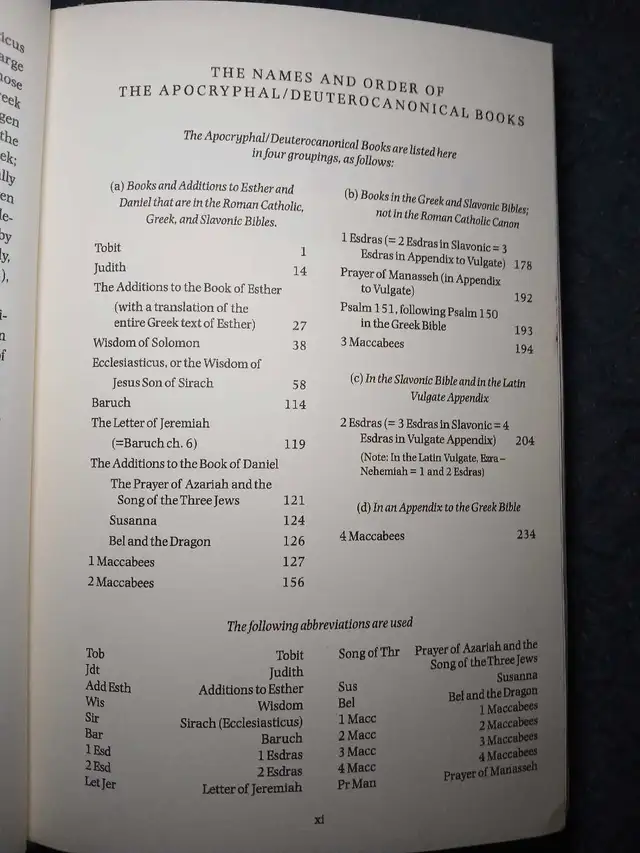 icus
arge
nose
eek
gen
the
ek;
lly
en
le-
by
ly,
),
i-
n
of
THE NAMES AND ORDER OF
THE APOCRYPHAL/DEUTEROCANONICAL BOOKS
The Apocryphal/Deuterocanonical Books are listed here
in four groupings, as follows:
(a) Books and Additions to Esther and
Daniel that are in the Roman Catholic,
Greek, and Slavonic Bibles.
Tobit 1
Judith 14
The Additions to the Book of Esther
(with a translation of the
entire Greek text of Esther) 27
Wisdom of Solomon 38
Ecclesiasticus, or the Wisdom of
Jesus Son of Sirach 58
Baruch 114
The Letter of Jeremiah
(=Baruch ch. 6) 119
The Additions to the Book of Daniel
The Prayer of Azariah and the
Song of the Three Jews 121
Susanna 124
Bel and the Dragon 126
1 Maccabees 127
2 Maccabees 156
(b) Books in the Greek and Slavonic Bibles;
not in the Roman Catholic Canon
1 Esdras (= 2 Esdras in Slavonic = 3
Esdras in Appendix to Vulgate) 178
Prayer of Manasseh (in Appendix
to Vulgate) 192
Psalm 151, following Psalm 150
in the Greek Bible 193
3 Maccabees 194
(c) In the Slavonic Bible and in the Latin
Vulgate Appendix
2 Esdras (= 3 Esdras in Slavonic = 4
Esdras in Vulgate Appendix) 204
(Note: In the Latin Vulgate, Ezra–
Nehemiah = 1 and 2 Esdras)
(d) In an Appendix to the Greek Bible
4 Maccabees 234
The following abbreviations are used
Tob Tobit
Jdt Judith
Add Esth Additions to Esther
Wis Wisdom
Sir Sirach (Ecclesiasticus)
Bar Baruch
1 Esd 1 Esdras
2 Esd 2 Esdras
Let Jer Letter of Jeremiah
Song of Thr Prayer of Azariah and the
Song of the Three Jews
Sus Susanna
Bel Bel and the Dragon
1 Macc 1 Maccabees
2 Macc 2 Maccabees
3 Macc 3 Maccabees
4 Macc 4 Maccabees
Pr Man Prayer of Manasseh
xi